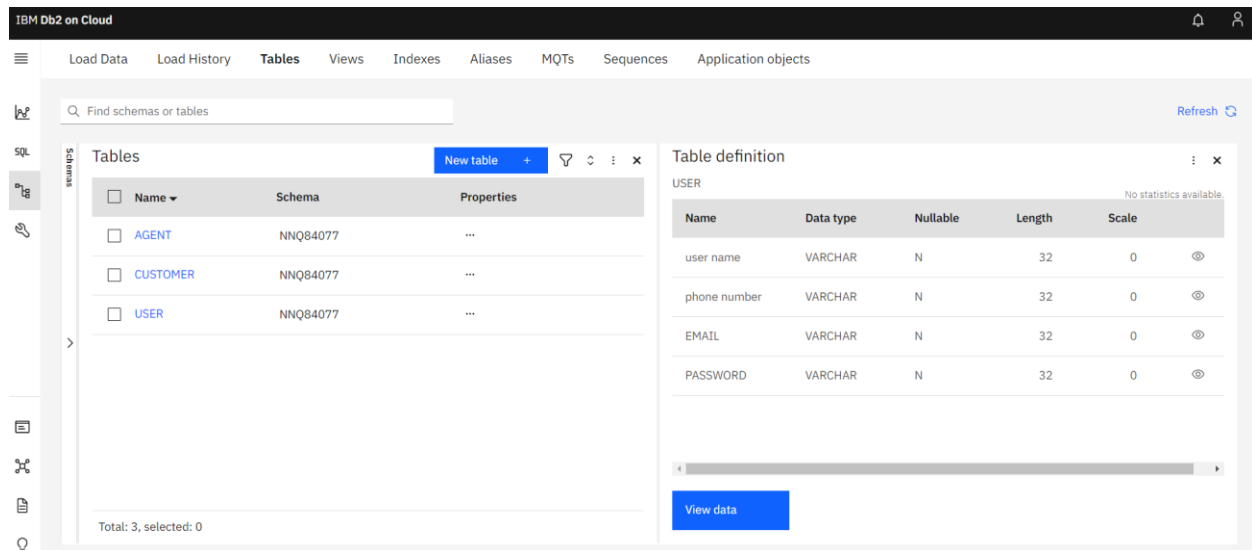 IBM Db2 on Cloud
Load Data Load History Tables Views Indexes Aliases MQTs Sequences Application objects
Find schemas or tables
Refresh
SQL
Schemas
Tables
New table +
Name Schema Properties
AGENT NNQ84077 ...
CUSTOMER NNQ84077 ...
USER NNQ84077 ...
Total: 3, selected: 0
Table definition
USER
No statistics available.
Name Data type Nullable Length Scale
user name VARCHAR N 32 0
phone number VARCHAR N 32 0
EMAIL VARCHAR N 32 0
PASSWORD VARCHAR N 32 0
View data